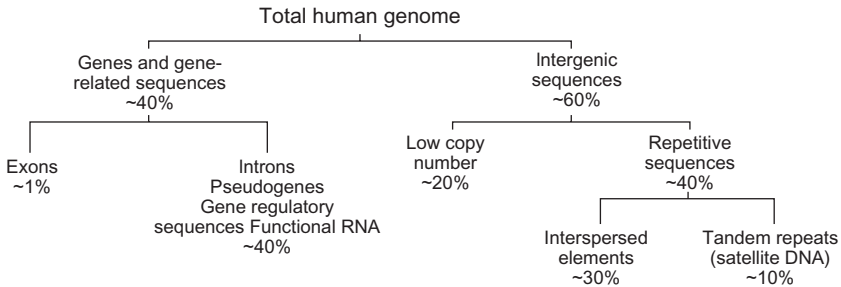 Total human genome
Genes and gene-
related sequences
~40%
Intergenic
sequences
~60%
Exons
~1%
Introns
Pseudogenes
Gene regulatory
sequences Functional RNA
~40%
Low copy
number
~20%
Repetitive
sequences
~40%
Interspersed
elements
~30%
Tandem repeats
(satellite DNA)
~10%